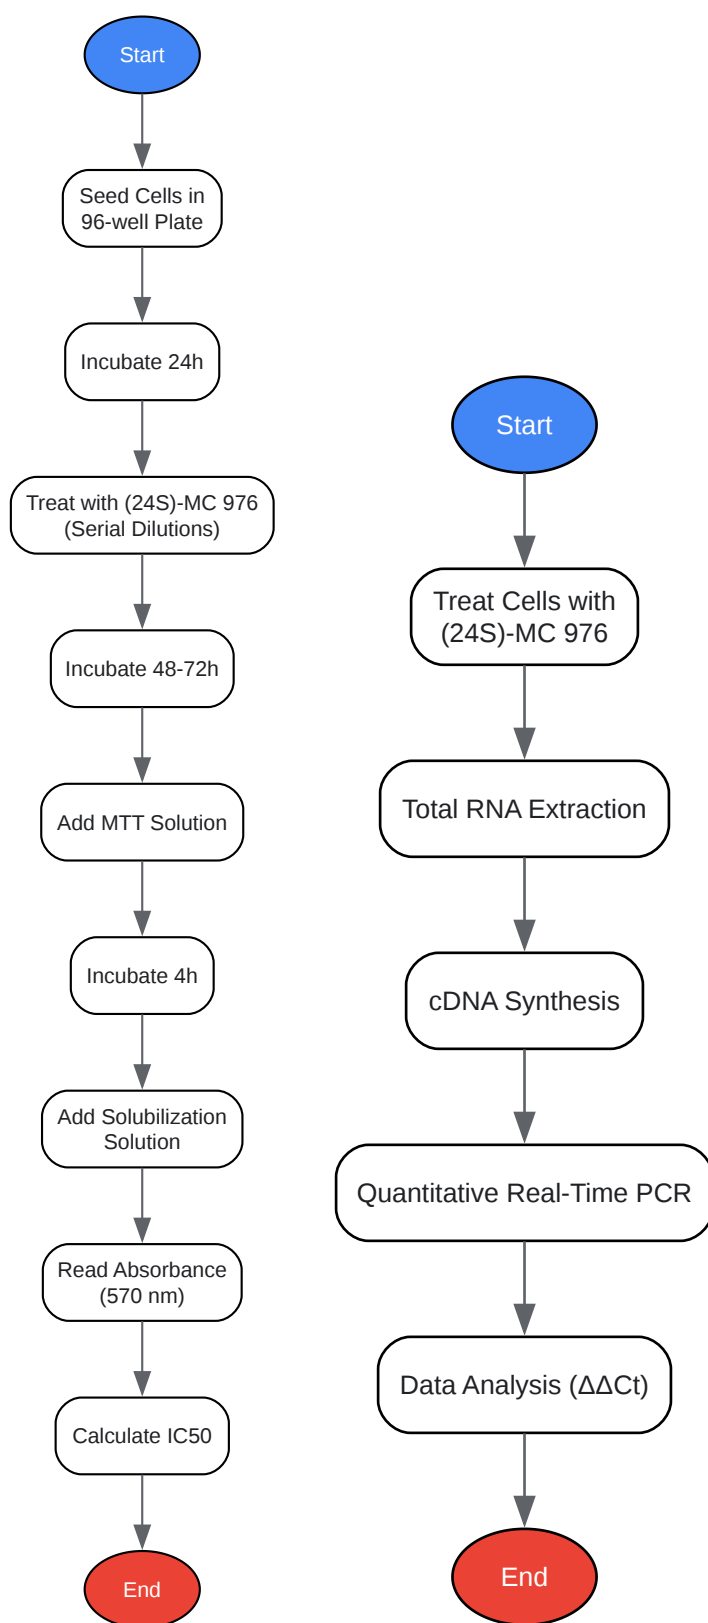 Start
Seed Cells in
96-well Plate
Incubate 24h
Treat with (24S)-MC 976
(Serial Dilutions)
Incubate 48-72h
Add MTT Solution
Incubate 4h
Add Solubilization
Solution
Read Absorbance
(570 nm)
Calculate IC50
End
Start
Treat Cells with
(24S)-MC 976
Total RNA Extraction
cDNA Synthesis
Quantitative Real-Time PCR
Data Analysis (ΔΔCt)
End